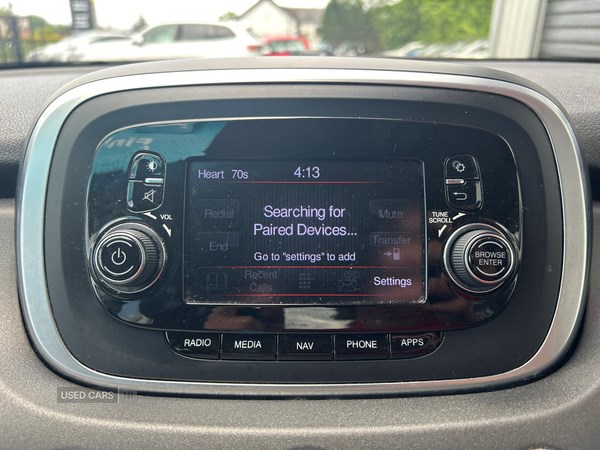 Heart 70s
4:13
Redial
Searching for
Paired Devices...
Mute
End
Transfer
Go to "settings" to add
Recent
Calls
Settings
VOL
TUNE
SCROLL
BROWSE
ENTER
RADIO
MEDIA
NAV
PHONE
APPS
USED CARS